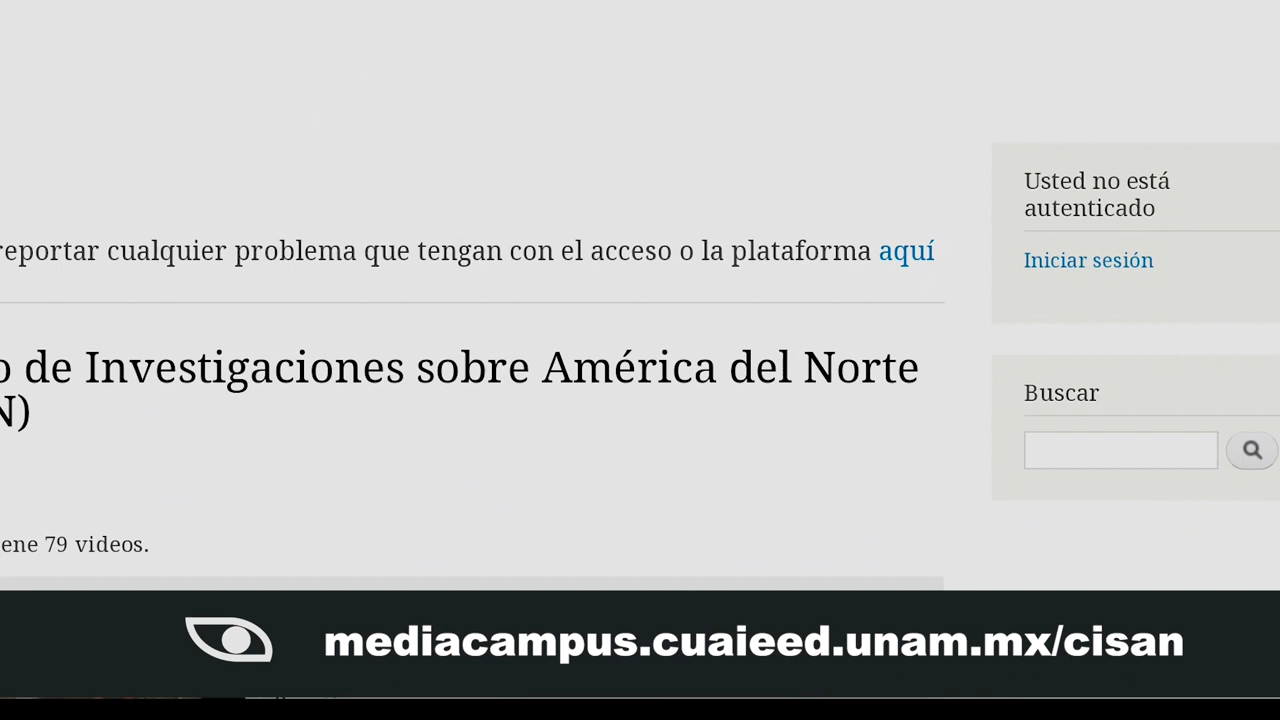 reportar cualquier problema que tengan con el acceso o la plataforma aquí
o de Investigaciones sobre América del Norte
N)
ene 79 videos.
Usted no está
autenticado
Iniciar sesión
Buscar
mediacampus.cuaieed.unam.mx/cisan